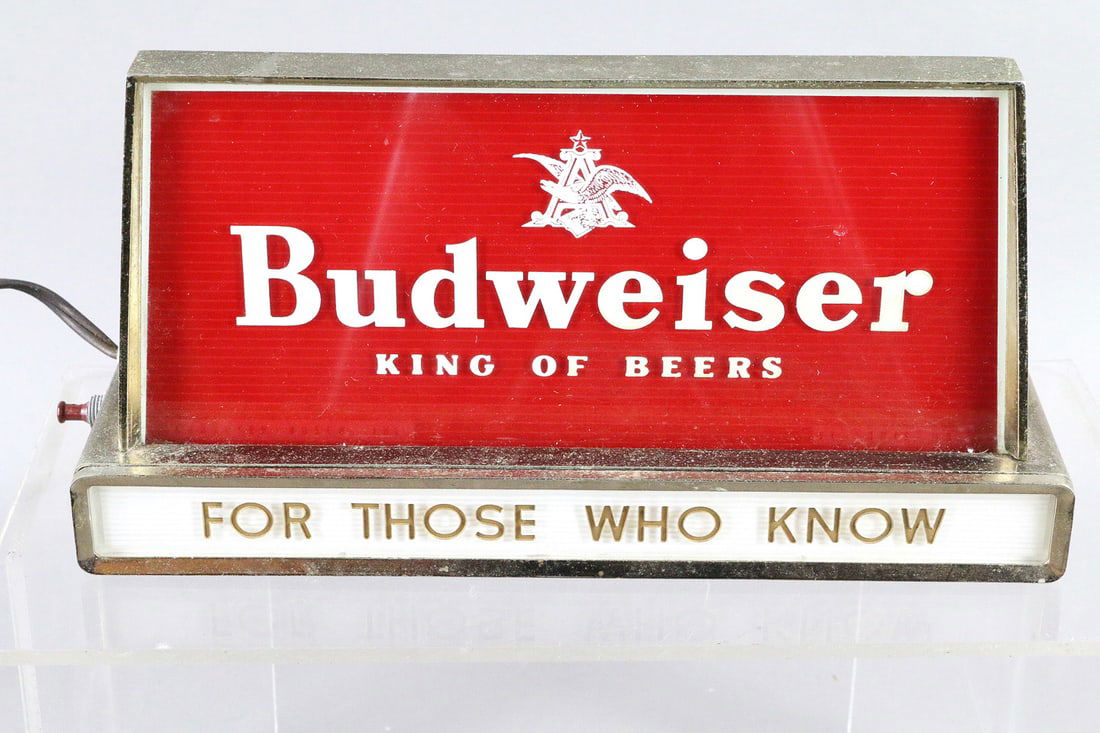 Budweiser
KING OF BEERS
FOR THOSE WHO KNOW